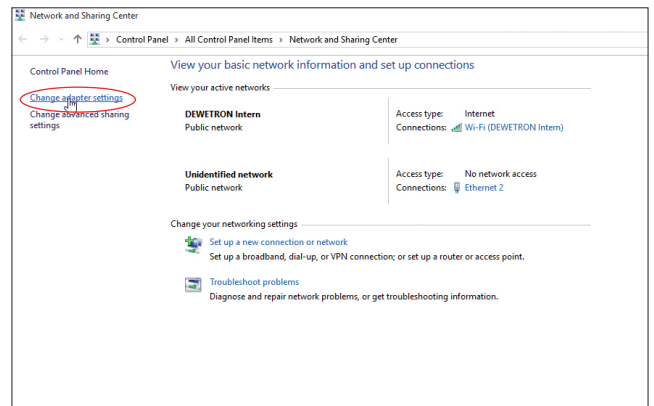 Network and Sharing Center
Control Panel > All Control Panel Items > Network and Sharing Center
Control Panel Home
Change adapter settings
Change advanced sharing
settings
View your basic network information and set up connections
View your active networks
DEWETRON Intern
Public network
Access type: Internet
Connections: Wi-Fi (DEWETRON Intern)
Unidentified network
Public network
Access type: No network access
Connections: Ethernet 2
Change your networking settings
Set up a new connection or network
Set up a broadband, dial-up, or VPN connection; or set up a router or access point.
Troubleshoot problems
Diagnose and repair network problems, or get troubleshooting information.